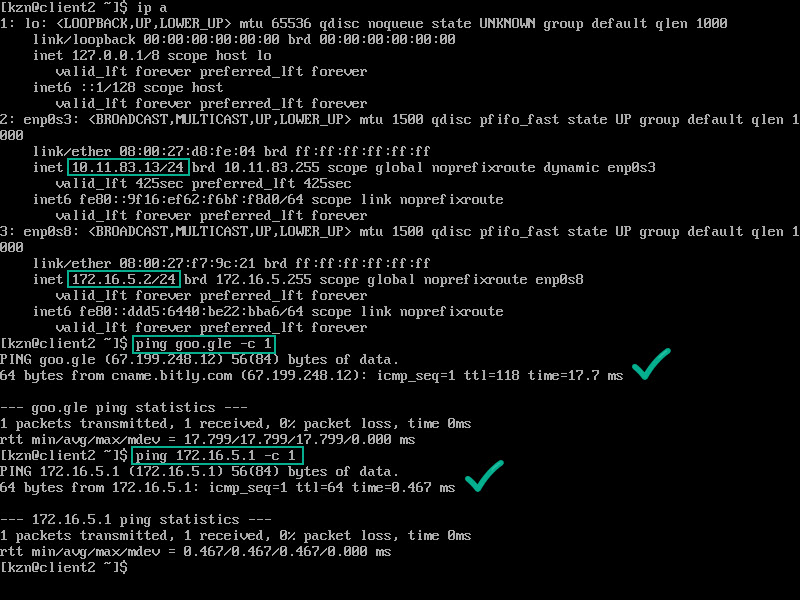 [kzn@client2 ~]$ ip a
1: lo: <LOOPBACK,UP,LOWER_UP> mtu 65536 qdisc noqueue state UNKNOWN group default qlen 1000
    link/loopback 00:00:00:00:00:00 brd 00:00:00:00:00:00
    inet 127.0.0.1/8 scope host lo
       valid_lft forever preferred_lft forever
    inet6 ::1/128 scope host
       valid_lft forever preferred_lft forever
2: enp0s3: <BROADCAST,MULTICAST,UP,LOWER_UP> mtu 1500 qdisc pfifo_fast state UP group default qlen 1
000
    link/ether 08:00:27:d8:fe:04 brd ff:ff:ff:ff:ff:ff
    inet 10.11.83.13/24 brd 10.11.83.255 scope global noprefixroute dynamic enp0s3
       valid_lft 425sec preferred_lft 425sec
    inet6 fe80::9f16:ef62:f6bf:f8d0/64 scope link noprefixroute
       valid_lft forever preferred_lft forever
3: enp0s8: <BROADCAST,MULTICAST,UP,LOWER_UP> mtu 1500 qdisc pfifo_fast state UP group default qlen 1
000
    link/ether 08:00:27:f7:9c:21 brd ff:ff:ff:ff:ff:ff
    inet 172.16.5.2/24 brd 172.16.5.255 scope global noprefixroute enp0s8
       valid_lft forever preferred_lft forever
    inet6 fe80::ddd5:6440:be22:bba6/64 scope link noprefixroute
       valid_lft forever preferred_lft forever
[kzn@client2 ~]$ ping goo.gle -c 1
PING goo.gle (67.199.248.12) 56(84) bytes of data.
64 bytes from cname.bitly.com (67.199.248.12): icmp_seq=1 ttl=118 time=17.7 ms

--- goo.gle ping statistics ---
1 packets transmitted, 1 received, 0% packet loss, time 0ms
rtt min/avg/max/mdev = 17.799/17.799/17.799/0.000 ms
[kzn@client2 ~]$ ping 172.16.5.1 -c 1
PING 172.16.5.1 (172.16.5.1) 56(84) bytes of data.
64 bytes from 172.16.5.1: icmp_seq=1 ttl=64 time=0.467 ms

--- 172.16.5.1 ping statistics ---
1 packets transmitted, 1 received, 0% packet loss, time 0ms
rtt min/avg/max/mdev = 0.467/0.467/0.467/0.000 ms
[kzn@client2 ~]$